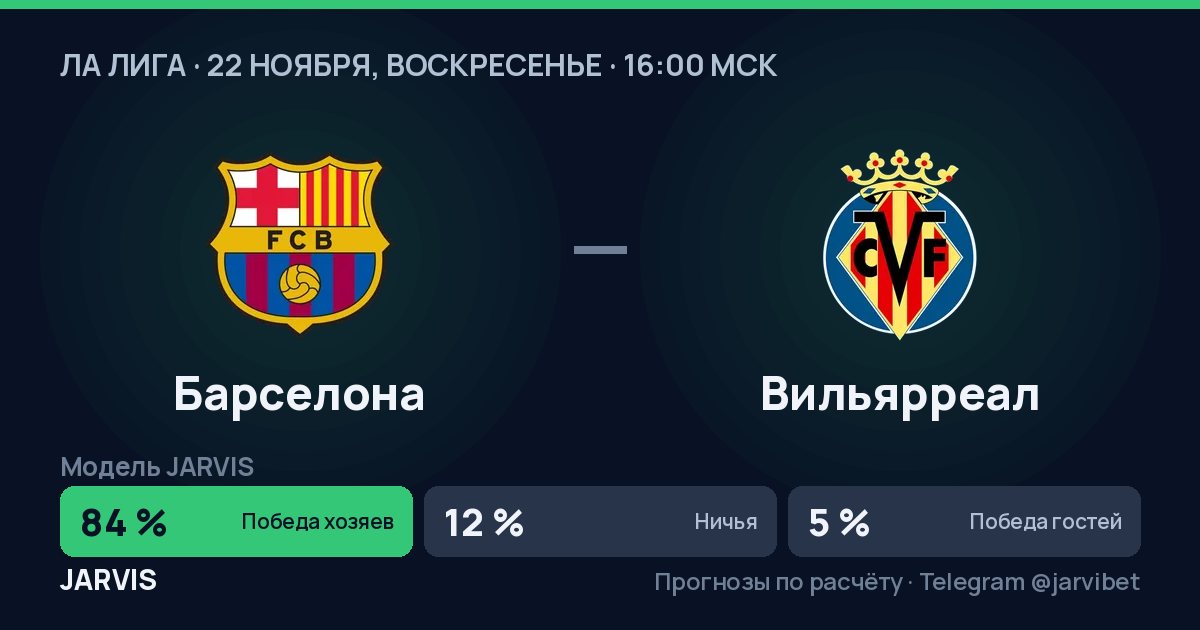 ЛА ЛИГА · 22 НОЯБРЯ, ВОСКРЕСЕНЬЕ · 16:00 МСК
FCB
CVF
Барселона
Вильярреал
Модель JARVIS
84 % Победа хозяев
12 % Ничья
5 % Победа гостей
JARVIS
Прогнозы по расчёту · Telegram @jarvibet